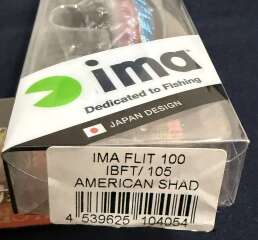 ima
Dedicated to Fishing
JAPAN DESIGN
IMA FLIT 100
IBFT/ 105
AMERICAN SHAD
4 539625 104054